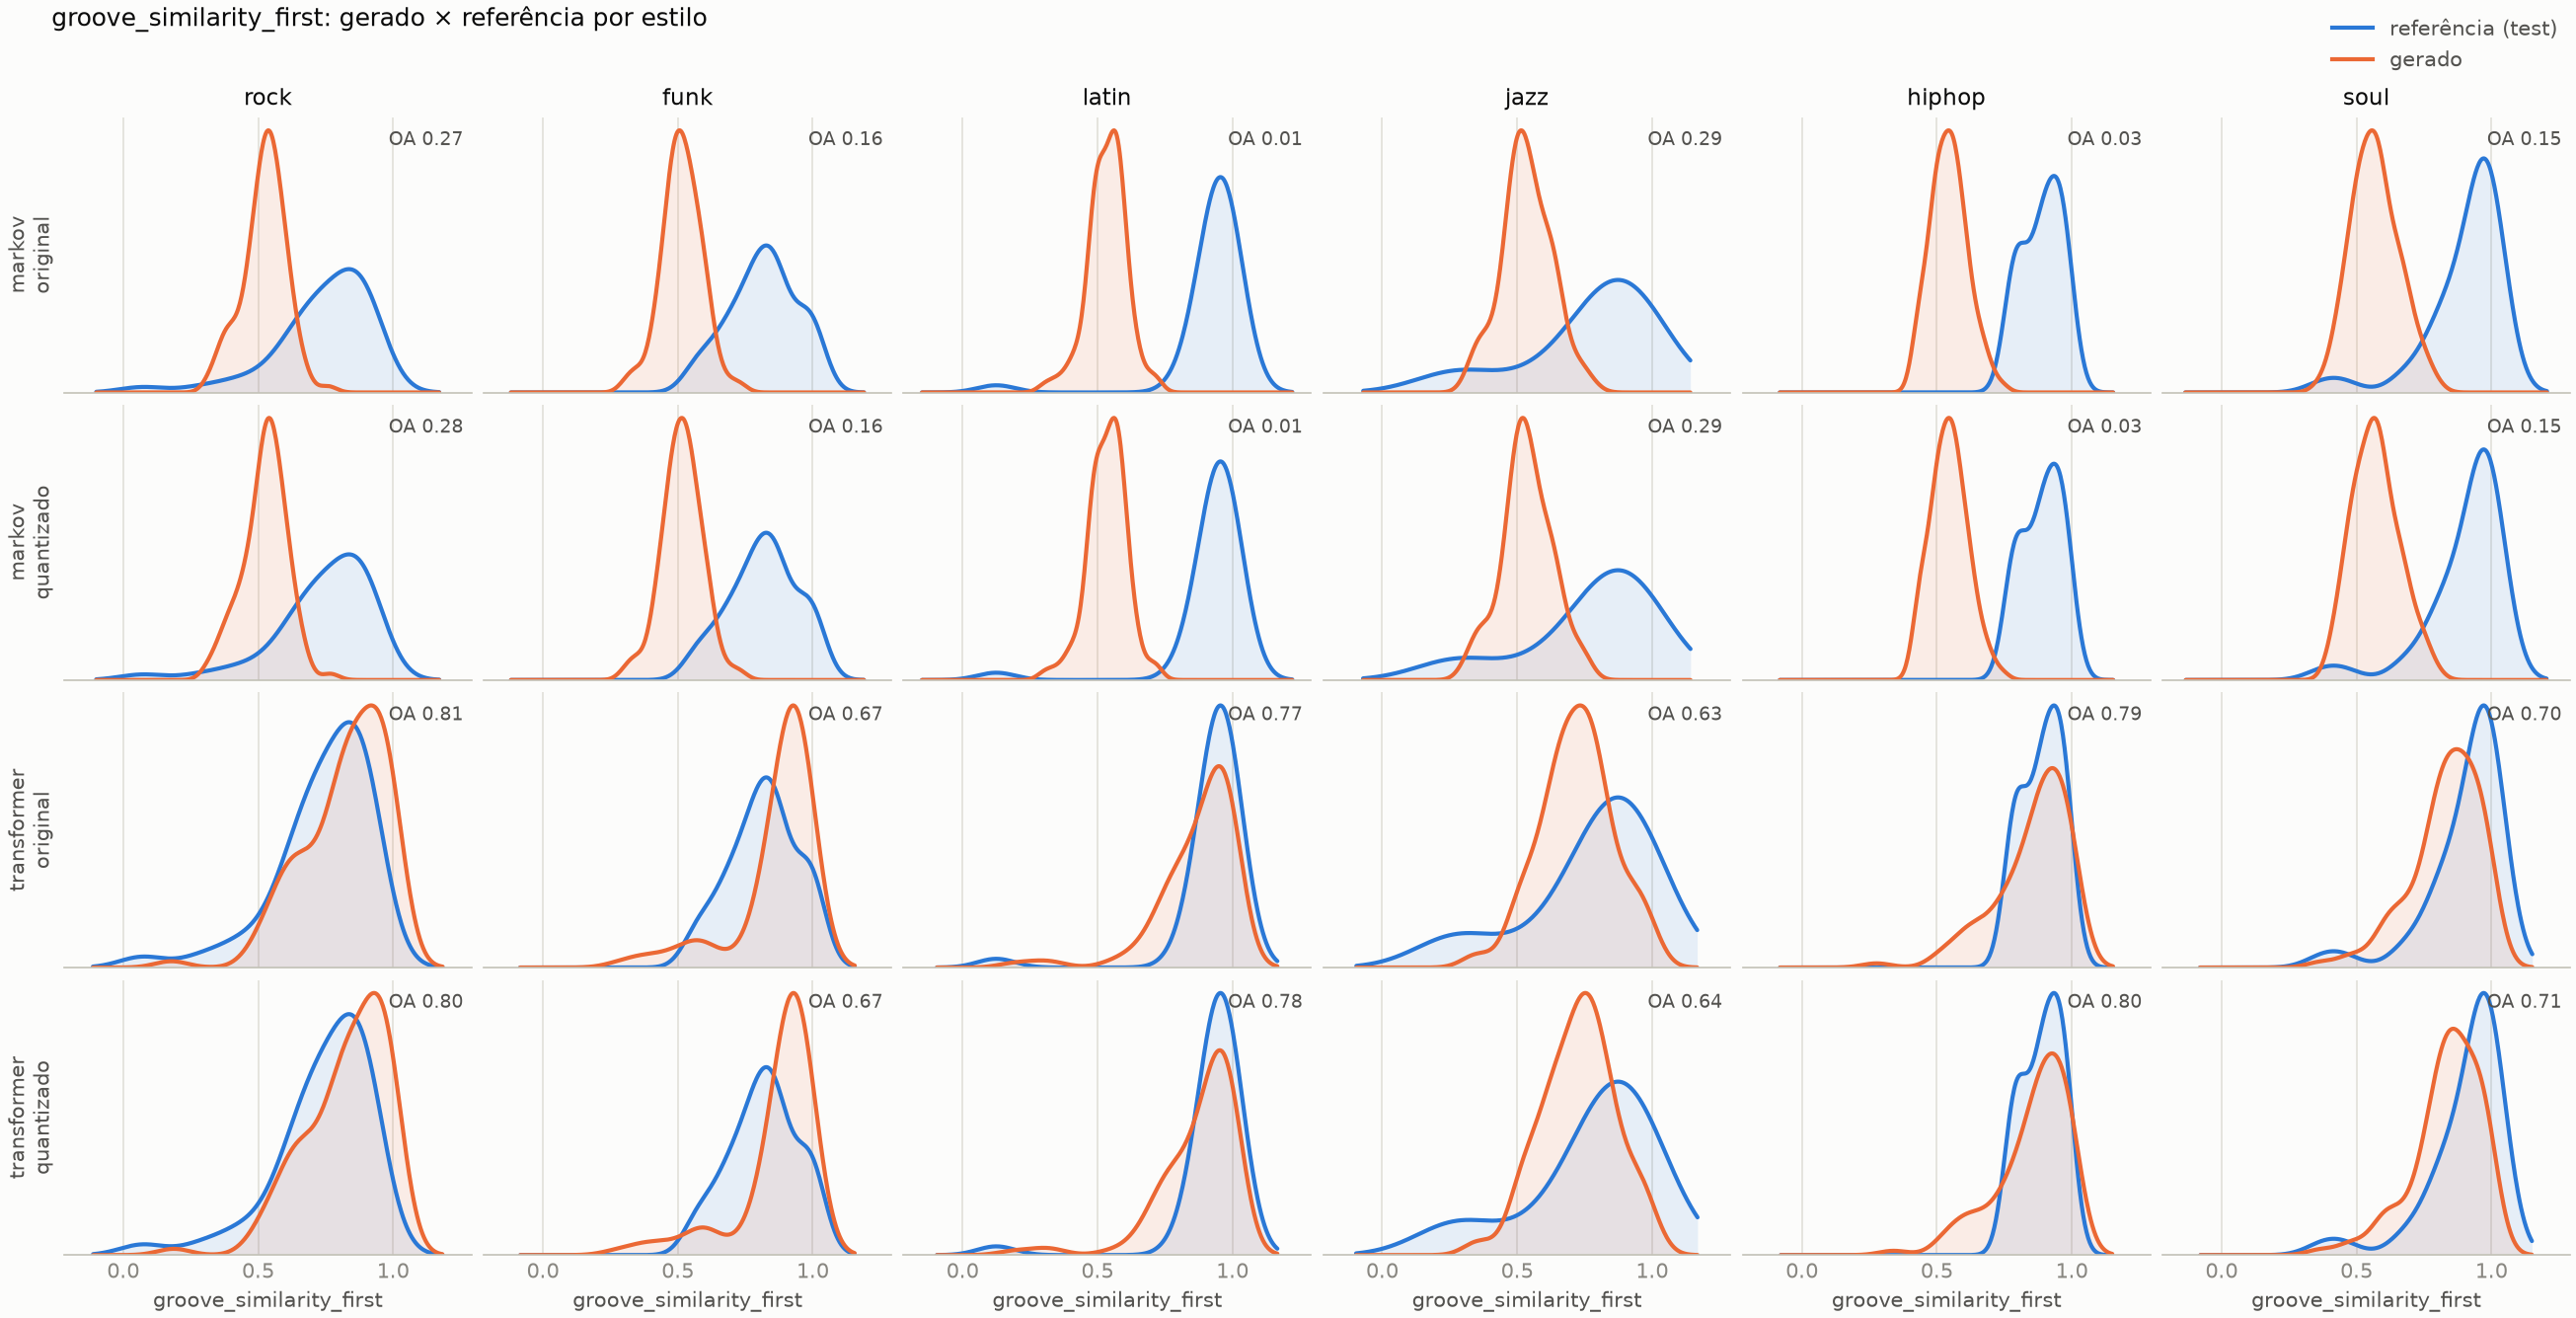 groove_similarity_first: gerado × referência por estilo
referência (test)
gerado
rock
funk
latin
jazz
hiphop
soul
markov
original
OA 0.27
OA 0.16
OA 0.01
OA 0.29
OA 0.03
OA 0.15
markov
quantizado
OA 0.28
OA 0.16
OA 0.01
OA 0.29
OA 0.03
OA 0.15
transformer
original
OA 0.81
OA 0.67
OA 0.77
OA 0.63
OA 0.79
OA 0.70
transformer
quantizado
OA 0.80
OA 0.67
OA 0.78
OA 0.64
OA 0.80
OA 0.71
0.0 0.5 1.0
0.0 0.5 1.0
0.0 0.5 1.0
0.0 0.5 1.0
0.0 0.5 1.0
0.0 0.5 1.0
groove_similarity_first
groove_similarity_first
groove_similarity_first
groove_similarity_first
groove_similarity_first
groove_similarity_first